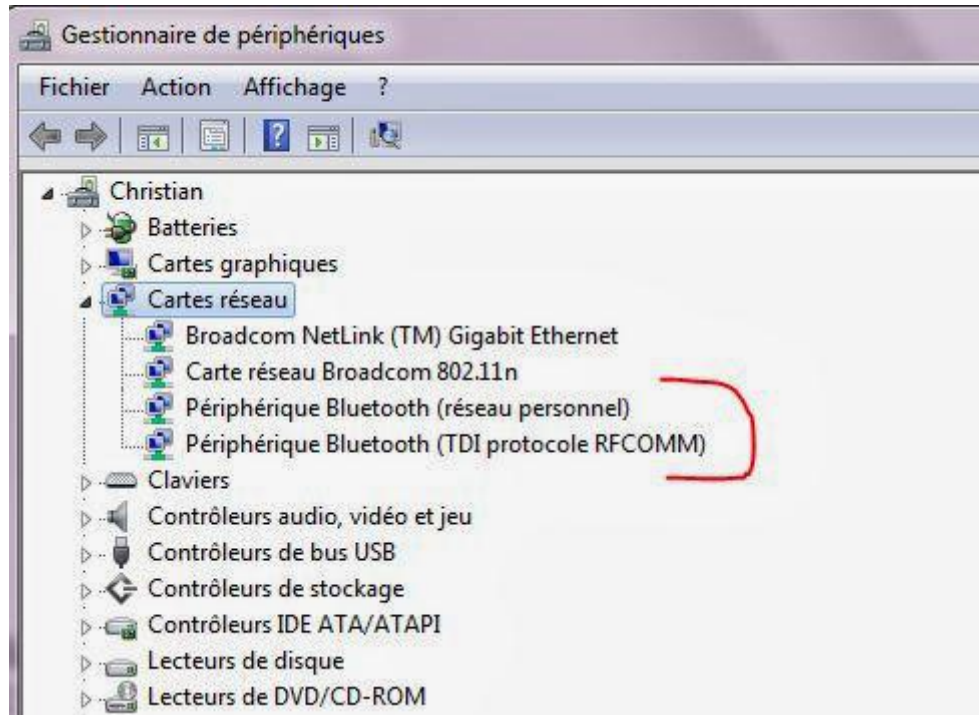 Gestionnaire de périphériques
Fichier Action Affichage ?
Christian
Batteries
Cartes graphiques
Cartes réseau
Broadcom NetLink (TM) Gigabit Ethernet
Carte réseau Broadcom 802.11n
Périphérique Bluetooth (réseau personnel)
Périphérique Bluetooth (TDI protocole RFCOMM)
Claviers
Contrôleurs audio, vidéo et jeu
Contrôleurs de bus USB
Contrôleurs de stockage
Contrôleurs IDE ATA/ATAPI
Lecteurs de disque
Lecteurs de DVD/CD-ROM